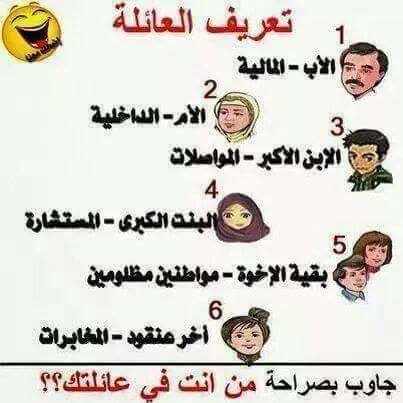 تعريف العائلة
1
الأب - المالية
2
الأم - الداخلية
3
الإبن الأكبر - المواصلات
4
البنت الكبرى - المستشارة
5
بقية الإخوة - مواطنين مظلومين
6
أخر عنقود - المخابرات
جاوب بصراحة من انت في عائلتك؟؟